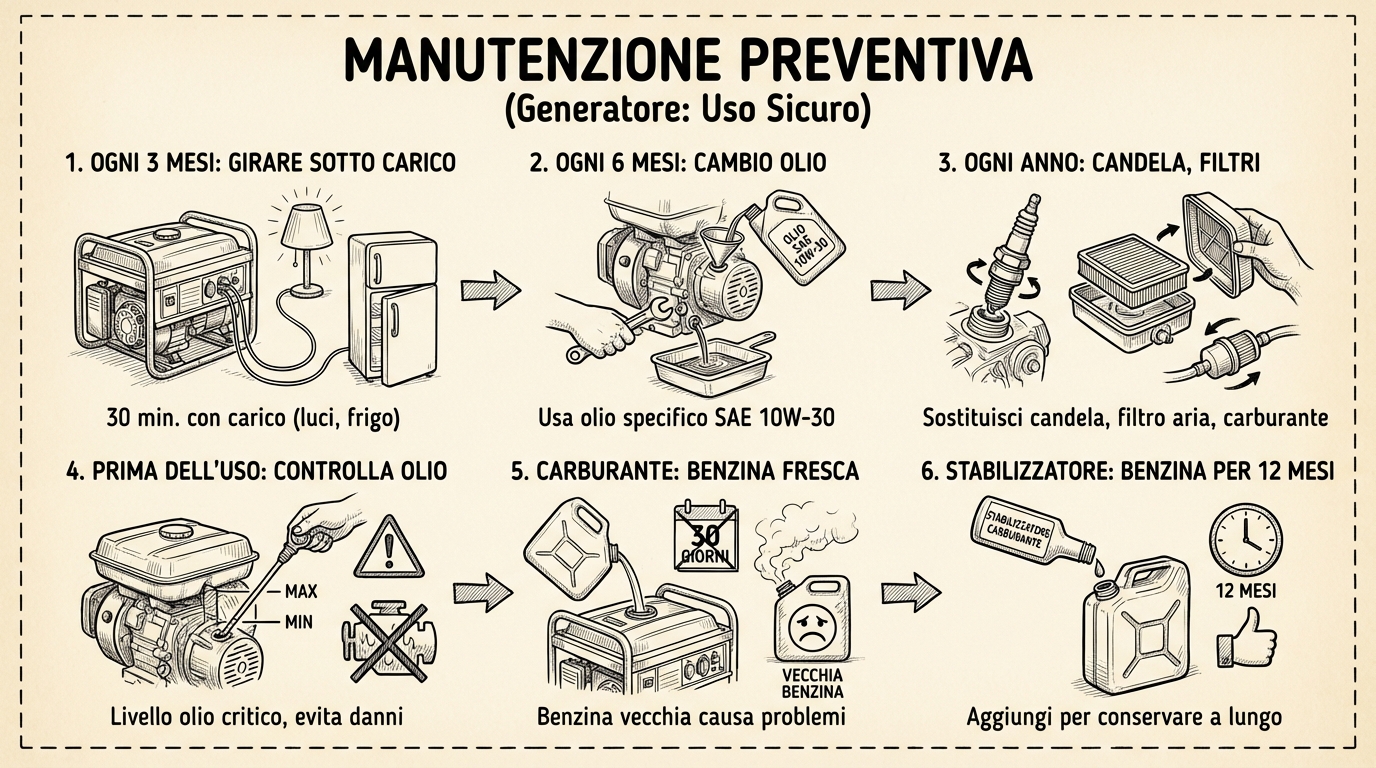 MANUTENZIONE PREVENTIVA
(Generatore: Uso Sicuro)
1. OGNI 3 MESI: GIRARE SOTTO CARICO
30 min. con carico (luci, frigo)
2. OGNI 6 MESI: CAMBIO OLIO
OLIO
SAE
10W-30
Usa olio specifico SAE 10W-30
3. OGNI ANNO: CANDELA, FILTRI
Sostituisci candela, filtro aria, carburante
4. PRIMA DELL'USO: CONTROLLA OLIO
MAX
MIN
Livello olio critico, evita danni
5. CARBURANTE: BENZINA FRESCA
30
GIORNI
VECCHIA
BENZINA
Benzina vecchia causa problemi
6. STABILIZZATORE: BENZINA PER 12 MESI
CARBURANTE
12 MESI
Aggiungi per conservare a lungo